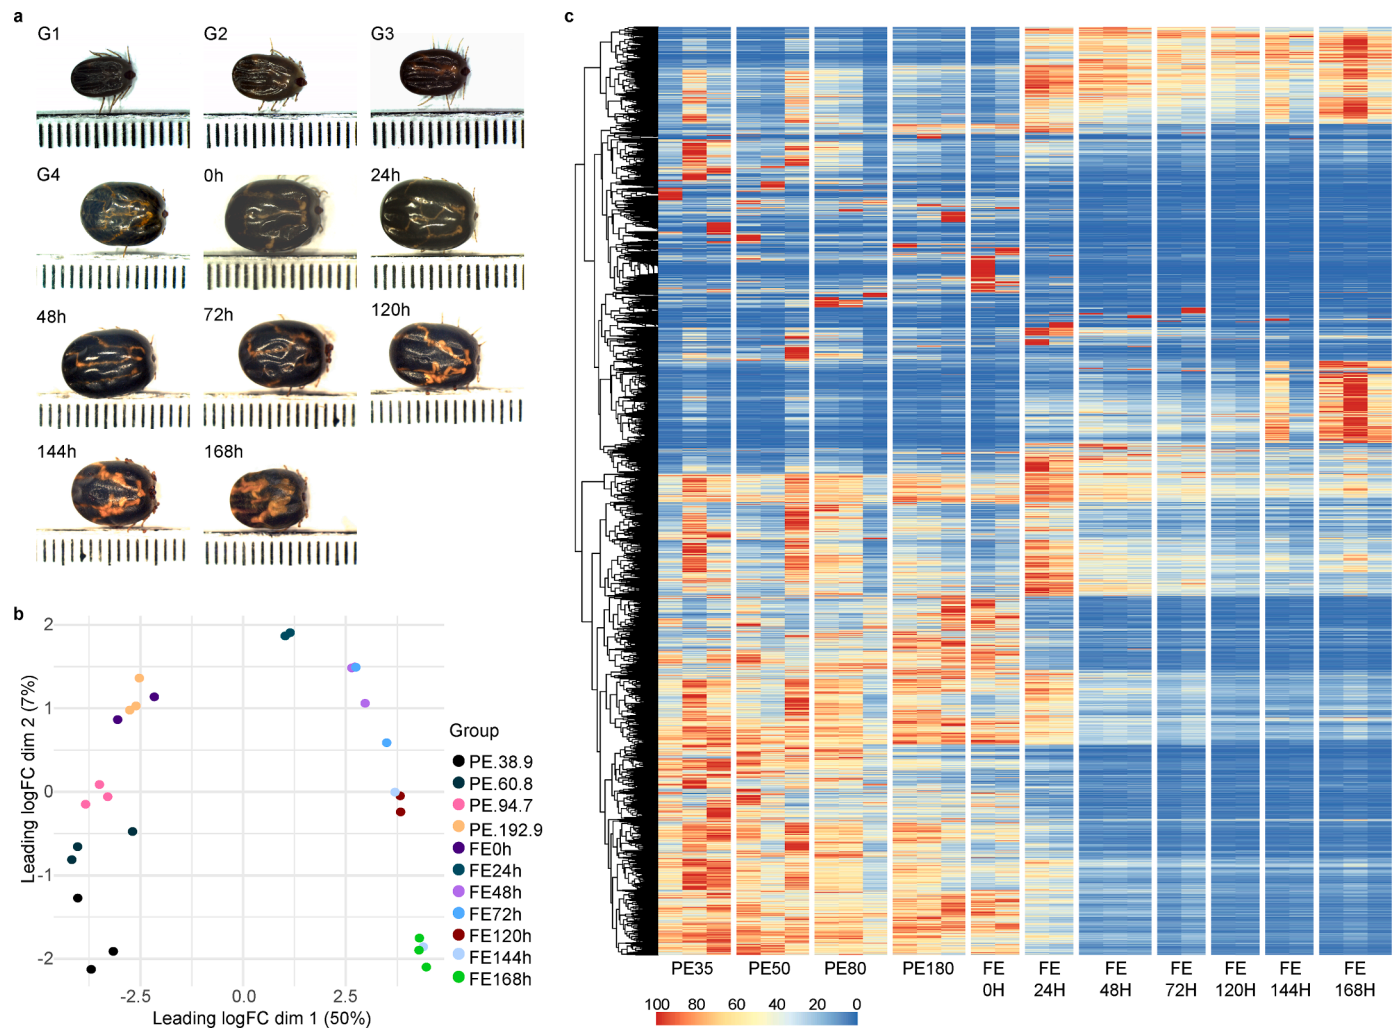 a
G1
G2
G3
G4
0h
24h
48h
72h
120h
144h
168h
b
2
1
0
-1
-2
Leading logFC dim 2 (7%)
-2.5
0.0
2.5
Leading logFC dim 1 (50%)
Group
PE.38.9
PE.60.8
PE.94.7
PE.192.9
FE0h
FE24h
FE48h
FE72h
FE120h
FE144h
FE168h
c
PE35
PE50
PE80
PE180
FE
0H
FE
24H
FE
48H
FE
72H
FE
120H
FE
144H
FE
168H
100
80
60
40
20
0